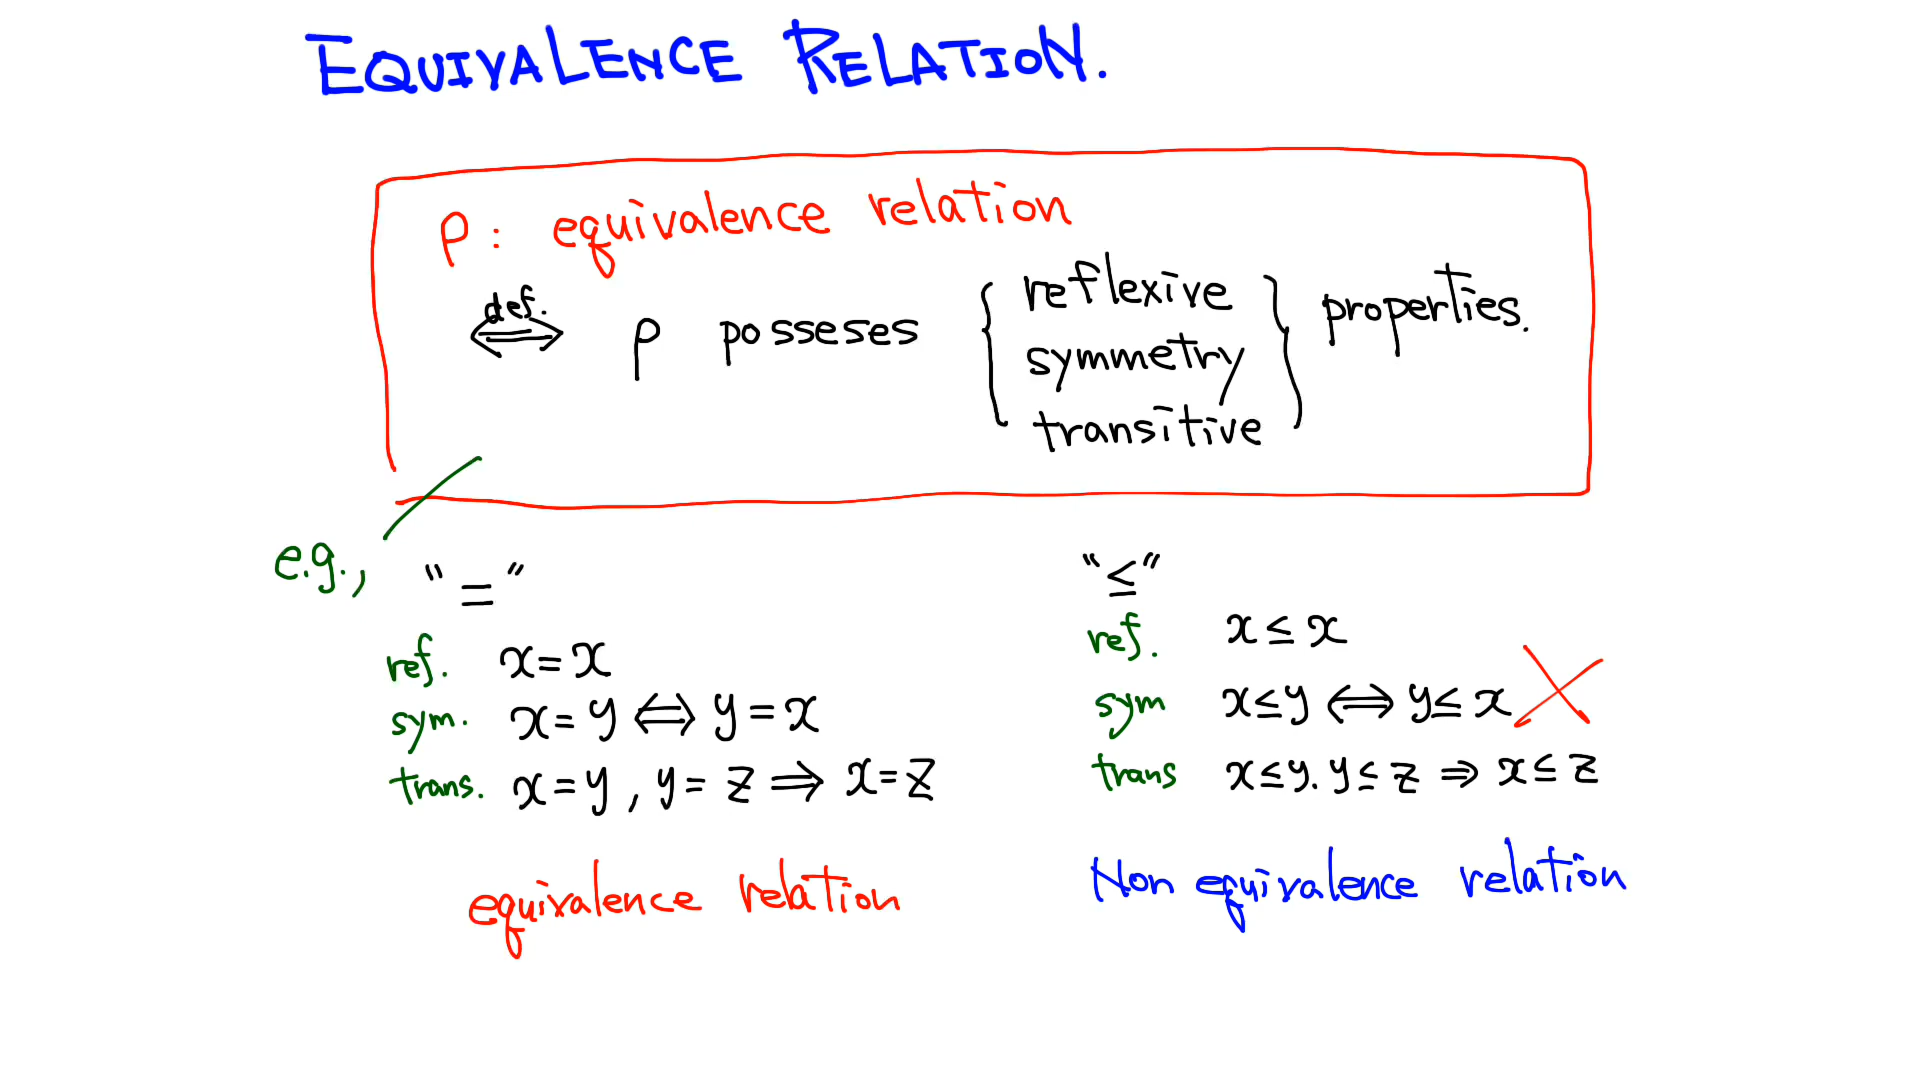 EQUIVALENCE RELATION.
ρ: equivalence relation
⟺ def. ρ posseses { reflexive symmetry transitive } properties.
e.g.,
“ = ”
ref. x = x
sym. x = y ⟺ y = x
trans. x = y , y = z ⟹ x = z
equivalence relation
“≤”
ref. x ≤ x
sym x ≤ y ⟺ y ≤ x
trans x ≤ y. y ≤ z ⇒ x ≤ z
Non equivalence relation